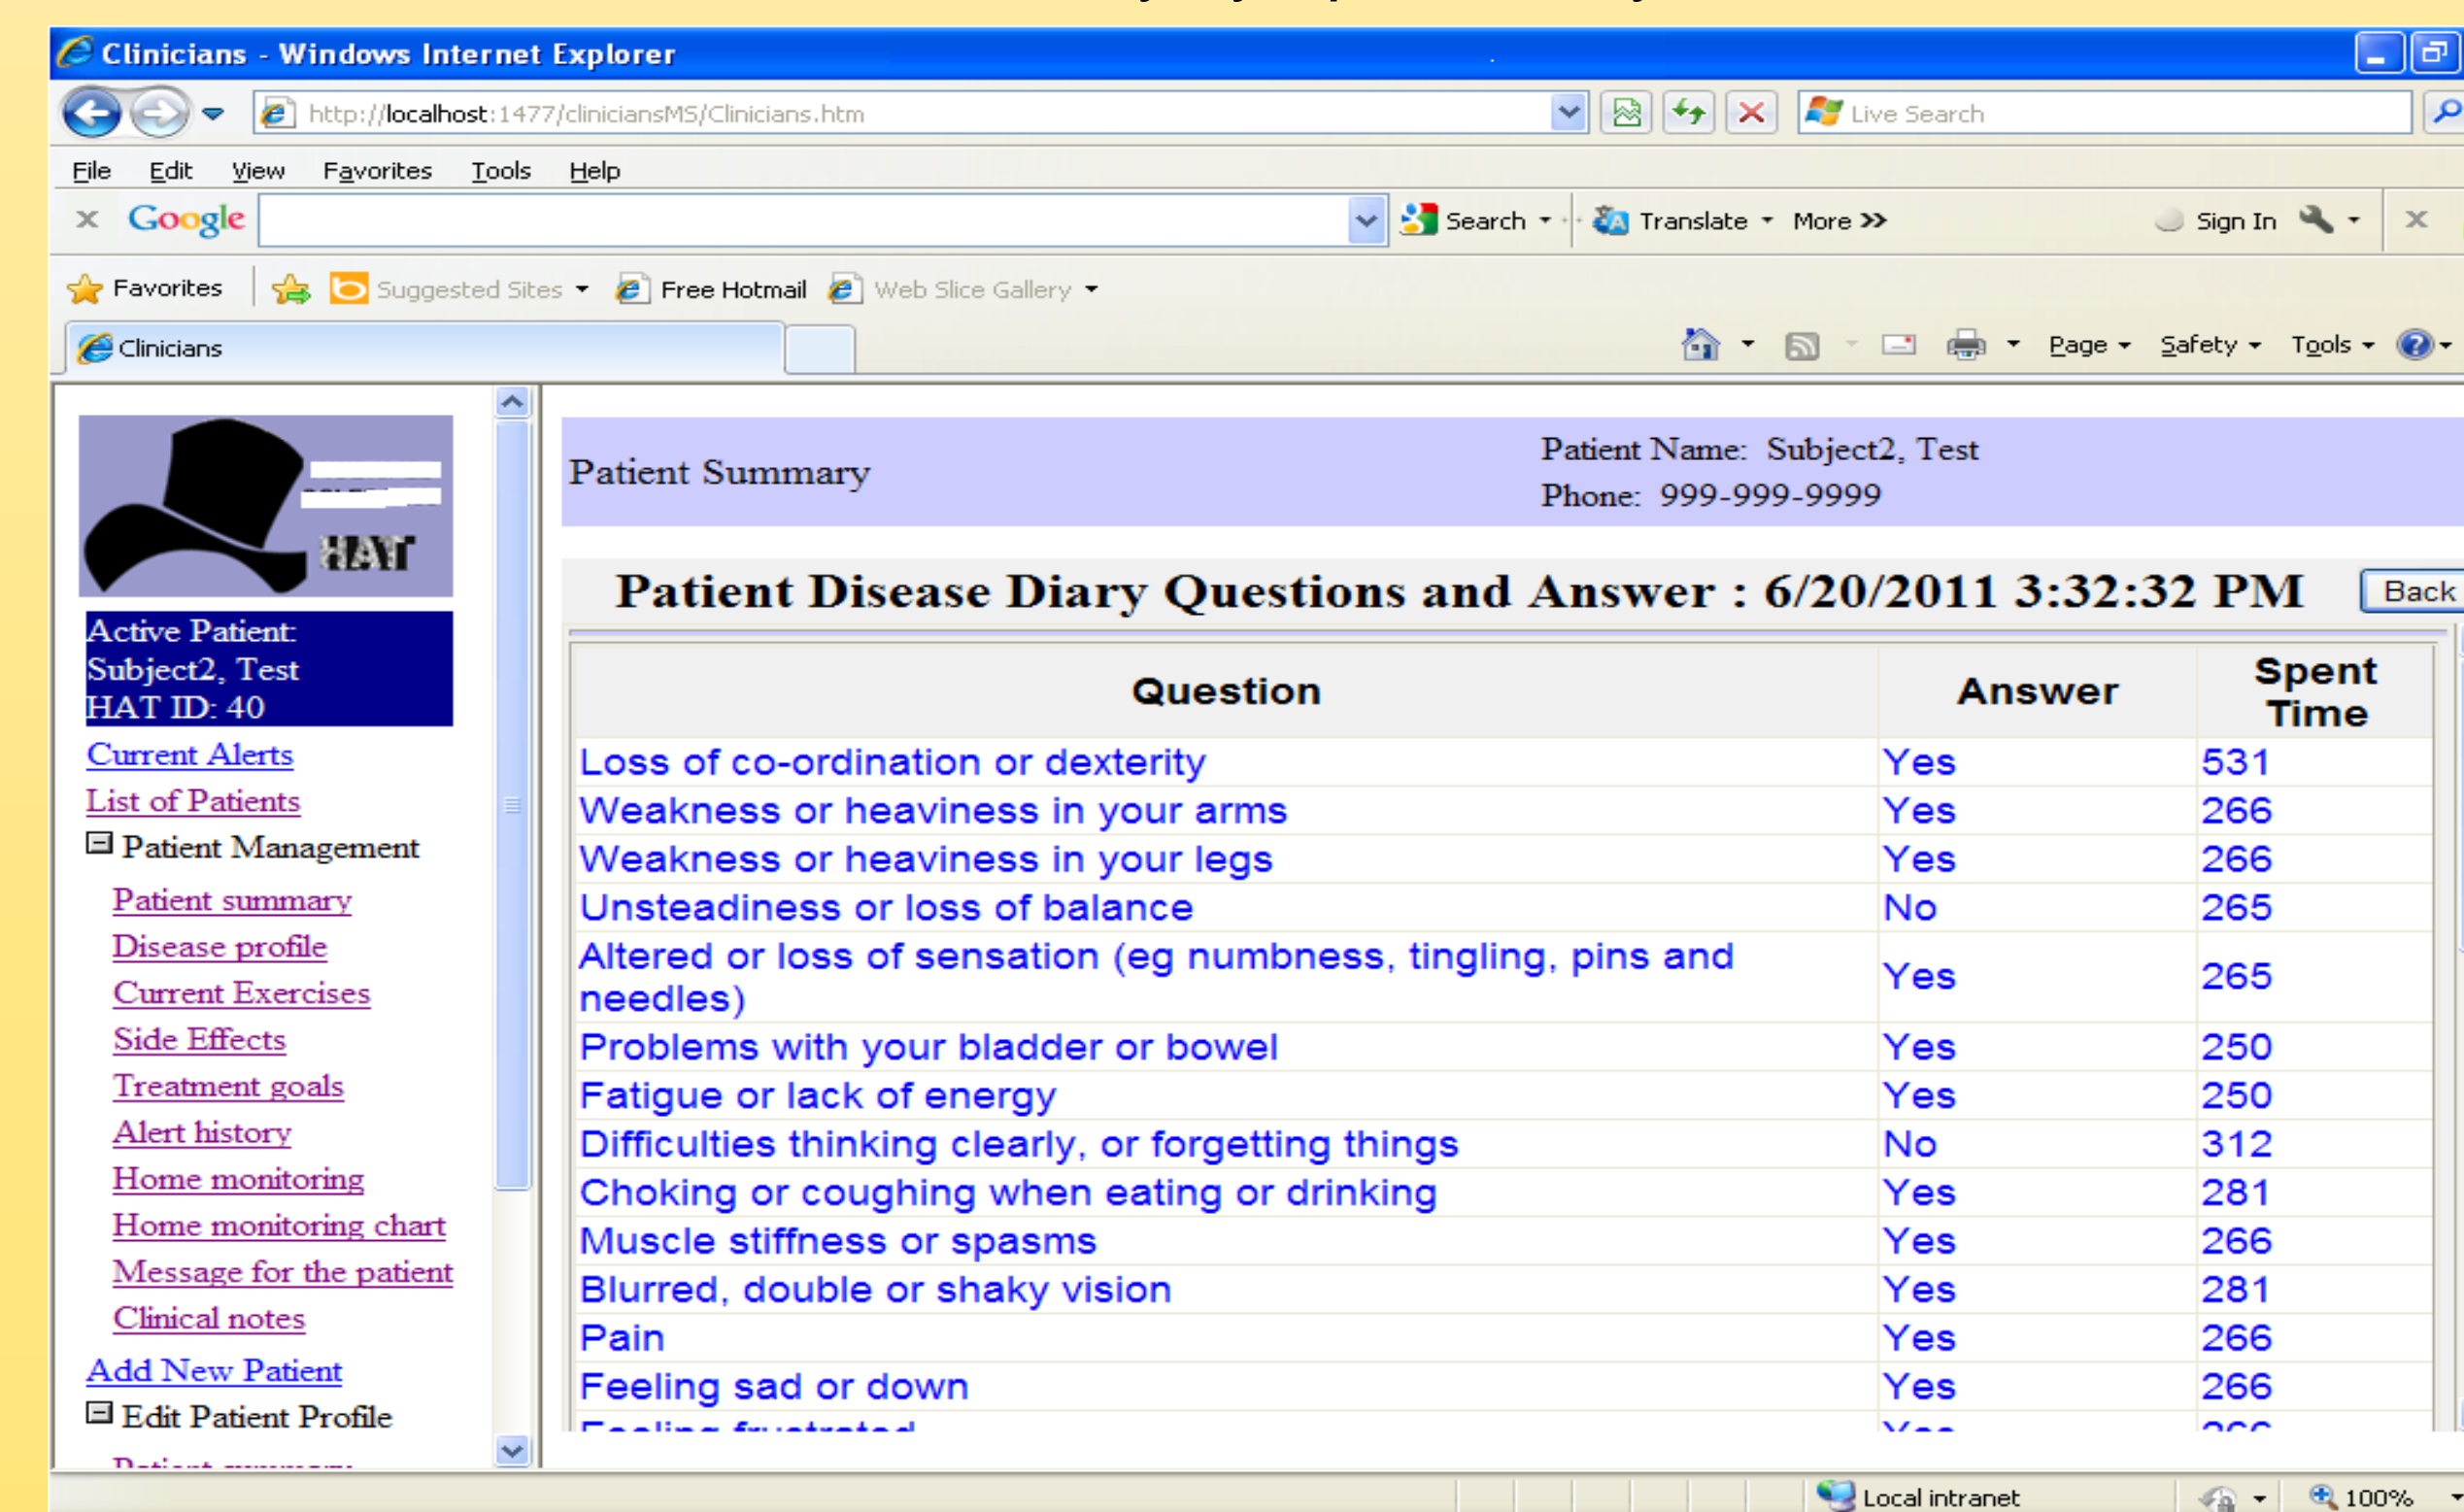 Clinicians - Windows Internet Explorer
http://localhost:1477/cliniciansMS/Clinicians.htm
Live Search
File Edit View Favorites Tools Help
x Google Search Translate More >> Sign In x
Favorites Suggested Sites Free Hotmail Web Slice Gallery
Clinicians
Page Safety Tools
HAT
Active Patient:
Subject2, Test
HAT ID: 40
Current Alerts
List of Patients
Patient Management
Patient summary
Disease profile
Current Exercises
Side Effects
Treatment goals
Alert history
Home monitoring
Home monitoring chart
Message for the patient
Clinical notes
Add New Patient
Edit Patient Profile
Patient Summary
Patient Name: Subject2, Test
Phone: 999-999-9999
Patient Disease Diary Questions and Answer : 6/20/2011 3:32:32 PM Back
Question Answer Spent
Time
Loss of co-ordination or dexterity Yes 531
Weakness or heaviness in your arms Yes 266
Weakness or heaviness in your legs Yes 266
Unsteadiness or loss of balance No 265
Altered or loss of sensation (eg numbness, tingling, pins and
needles) Yes 265
Problems with your bladder or bowel Yes 250
Fatigue or lack of energy Yes 250
Difficulties thinking clearly, or forgetting things No 312
Choking or coughing when eating or drinking Yes 281
Muscle stiffness or spasms Yes 266
Blurred, double or shaky vision Yes 281
Pain Yes 266
Feeling sad or down Yes 266
Feeling frustrated Yes 266
Local intranet 100%